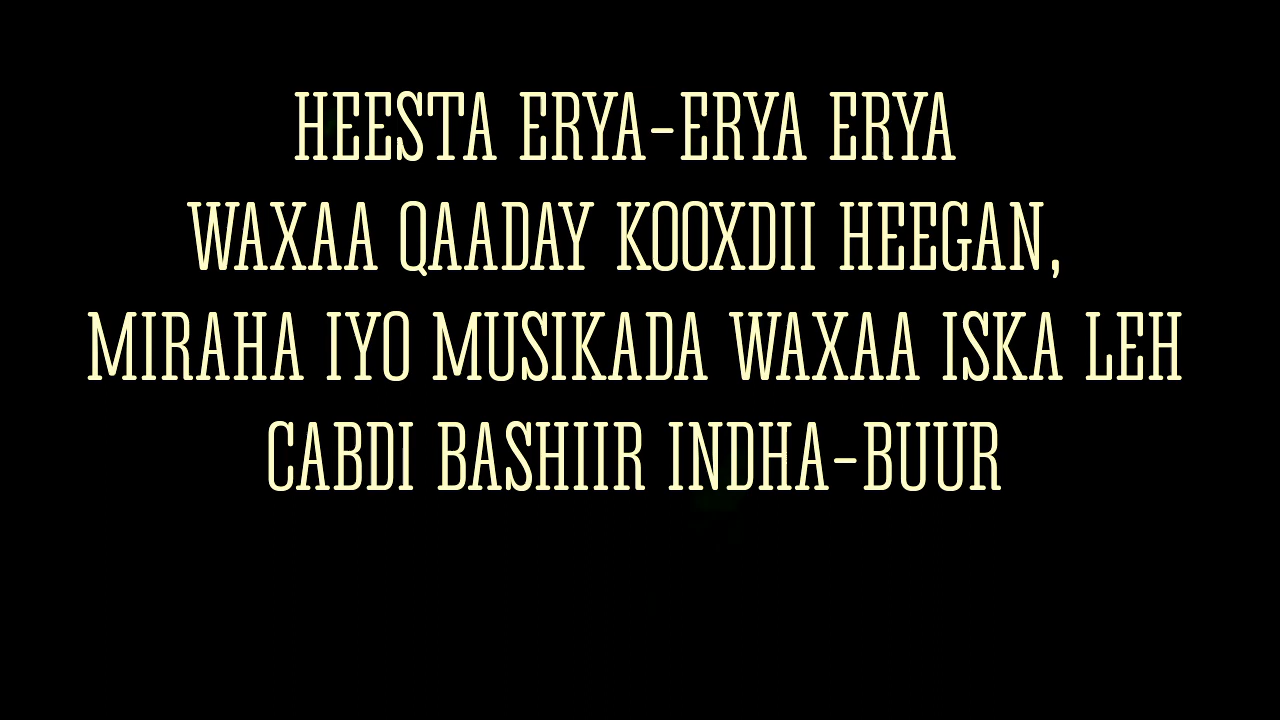 HEESTA ERYA-ERYA ERYA
WAXAA QAADAY KOOXDII HEEGAN,
MIRAHA IYO MUSIKADA WAXAA ISKA LEH
CABDI BASHIIR INDHA-BUUR